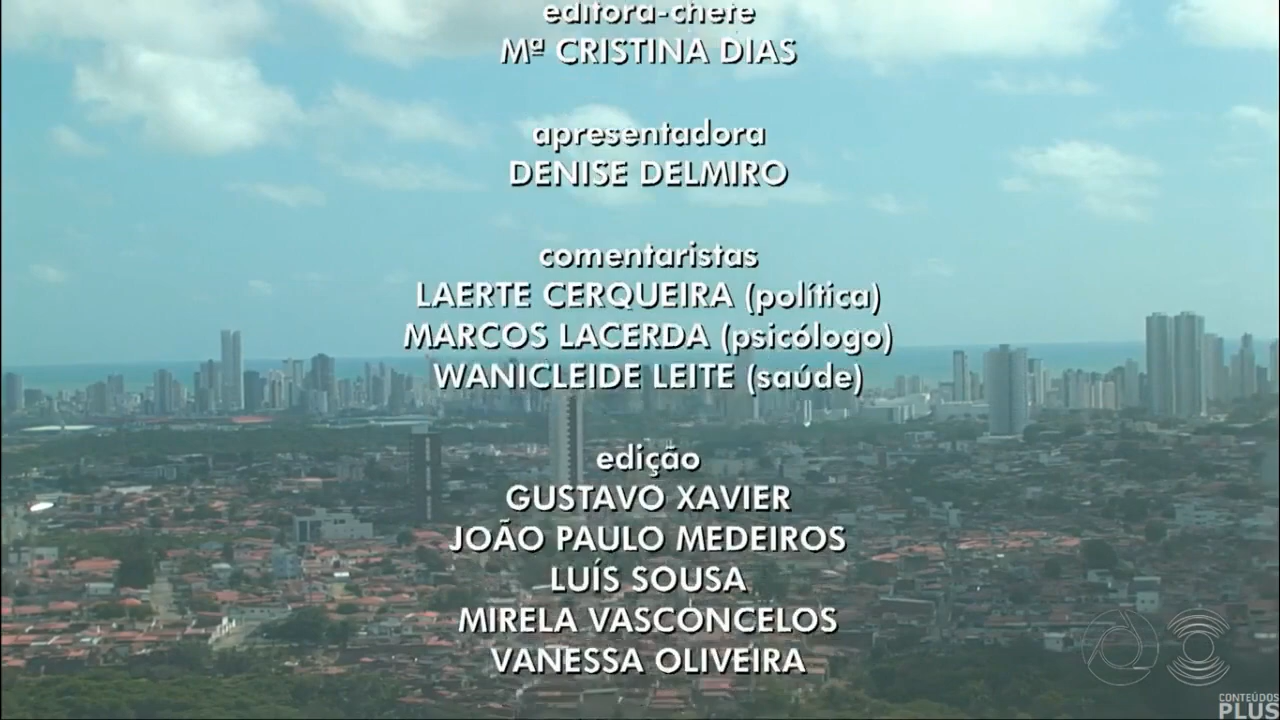 editora-chefe
Mª CRISTINA DIAS
apresentadora
DENISE DELMIRO
comentaristas
LAERTE CERQUEIRA (política)
MARCOS LACERDA (psicólogo)
WANICLEIDE LEITE (saúde)
edição
GUSTAVO XAVIER
JOÃO PAULO MEDEIROS
LUÍS SOUSA
MIRELA VASCONCELOS
VANESSA OLIVEIRA
CONTEÚDOS
PLUS